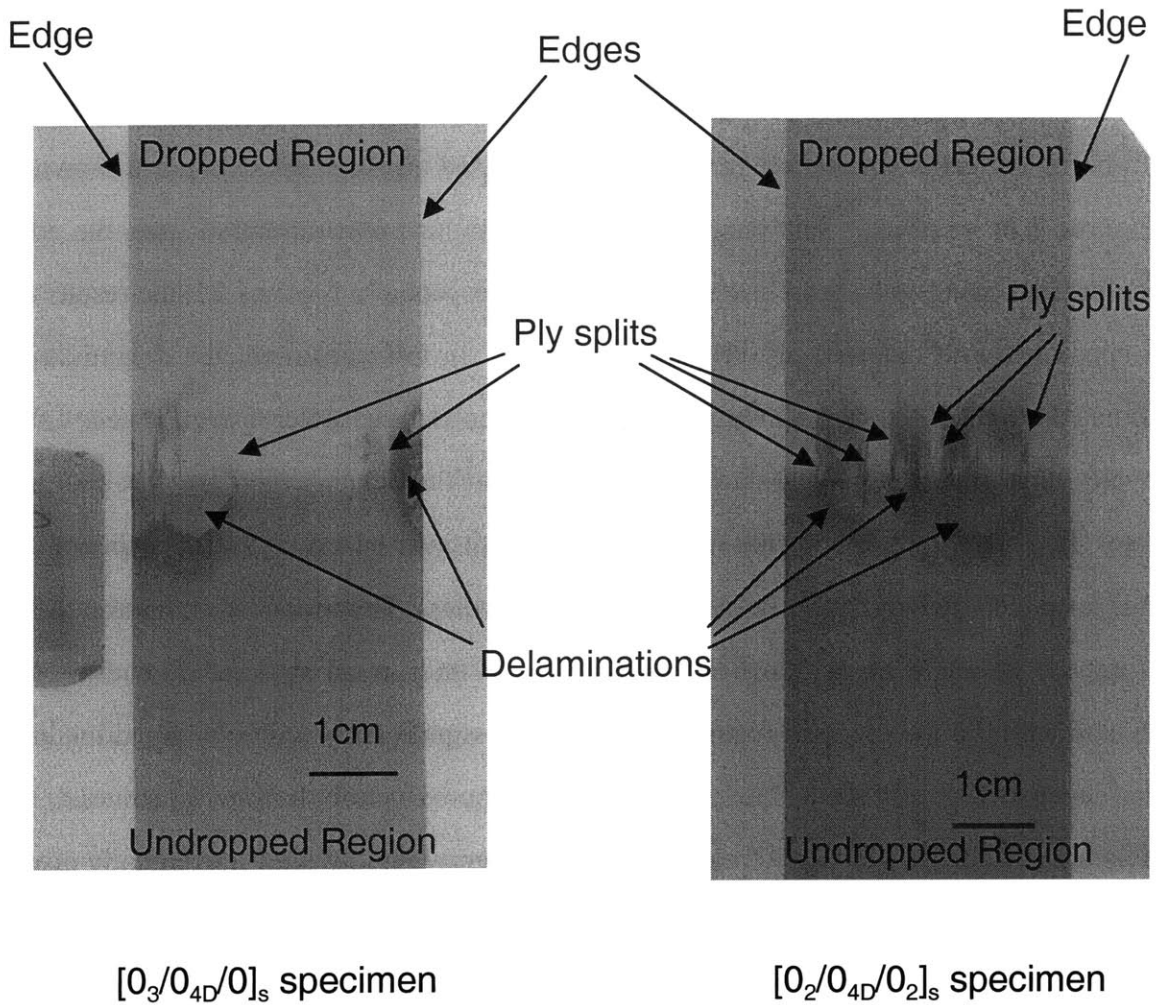 Edge
Edges
Edge
Dropped Region
Dropped Region
Ply splits
Ply splits
Delaminations
1cm
1cm
Undropped Region
Undropped Region
[0₃/0₄D/0]ₛ specimen
[0₂/0₄D/0₂]ₛ specimen